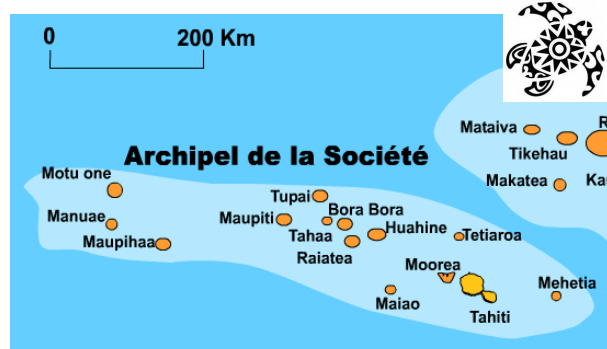 0 200 Km
Archipel de la Société
Mataiva
R
Tikehau
Makatea
Motu one
Tupai
Manuae
Maupiti
Bora Bora
Maupihaa
Tahaa
Huahine
Tetiaroa
Raiatea
Moorea
Maiao
Mehetia
Tahiti